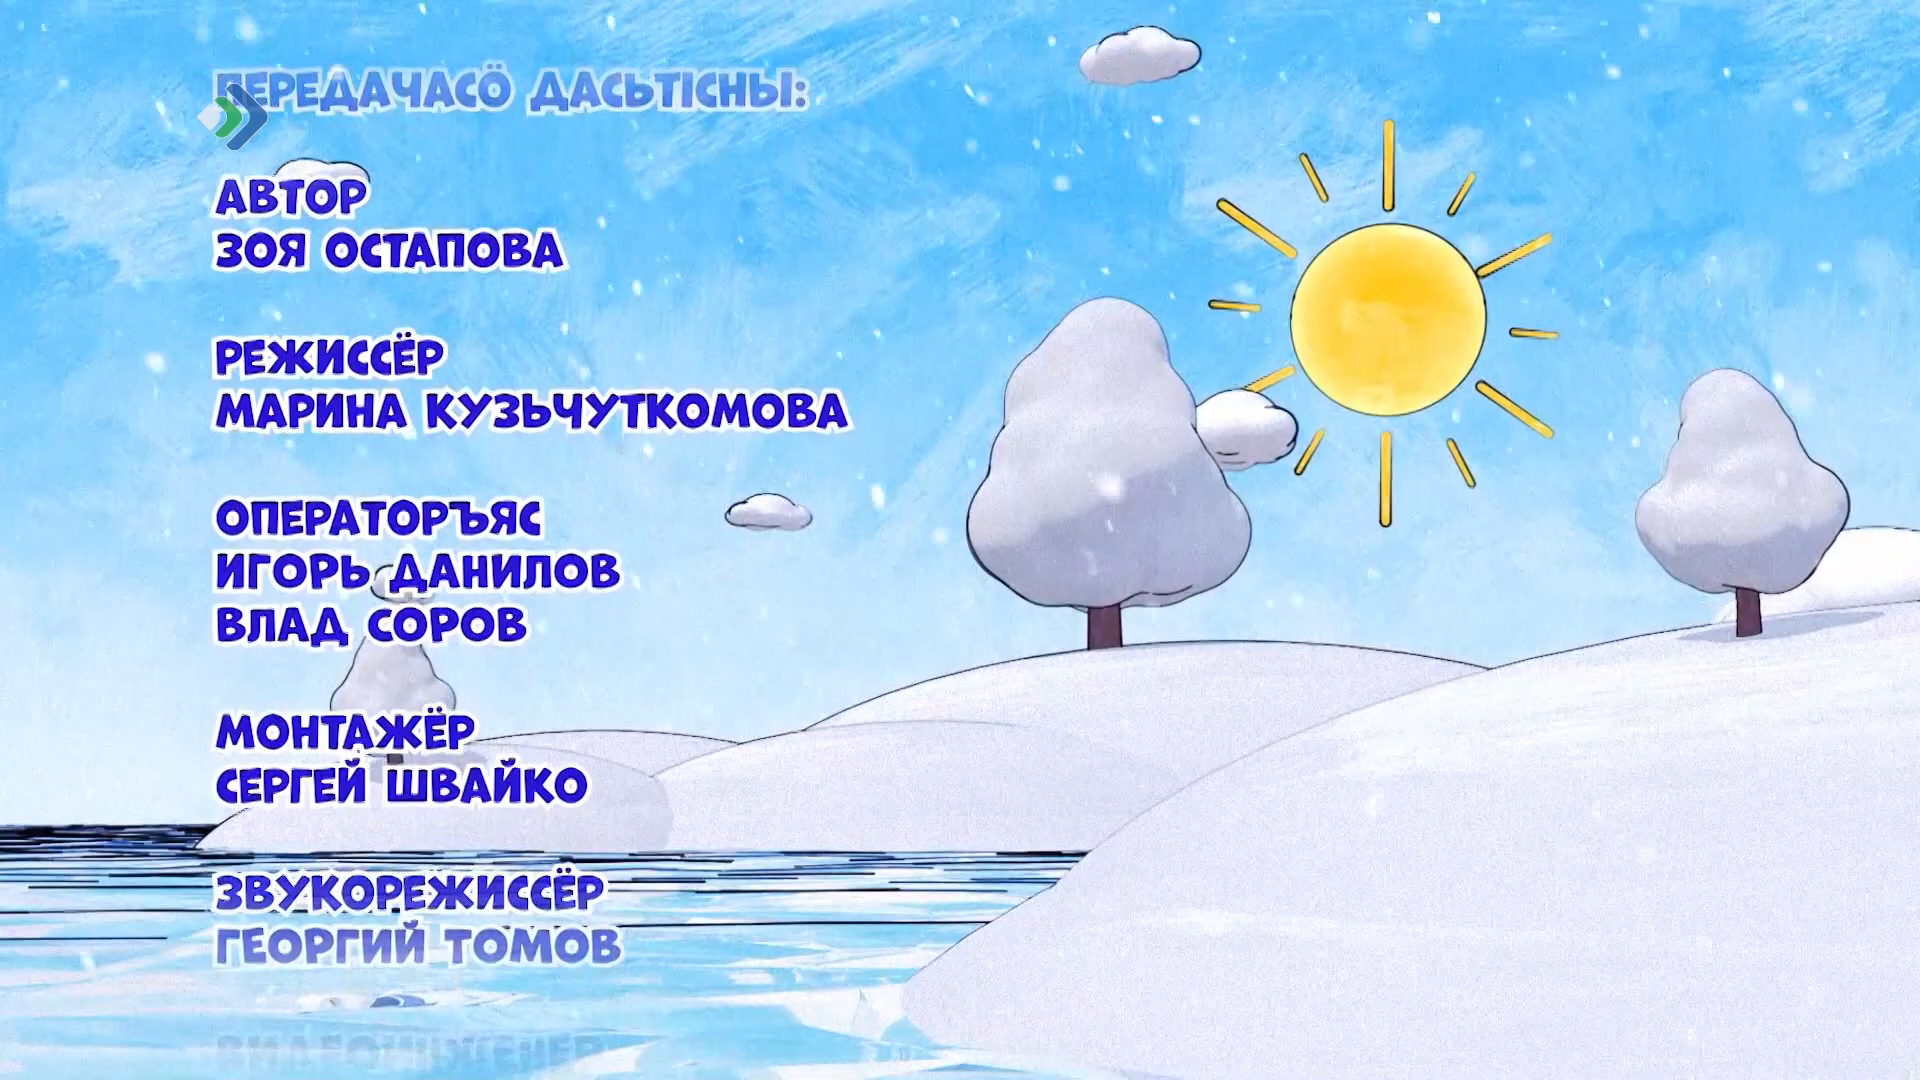 ПЕРЕДАЧАСӦ ДАСЬТІСНЫ:
АВТОР
ЗОЯ ОСТАПОВА
РЕЖИССЁР
МАРИНА КУЗЬЧУТКОМОВА
ОПЕРАТОРЪЯС
ИГОРЬ ДАНИЛОВ
ВЛАД СОРОВ
МОНТАЖЁР
СЕРГЕЙ ШВАЙКО
ЗВУКОРЕЖИССЁР
ГЕОРГИЙ ТОМОВ